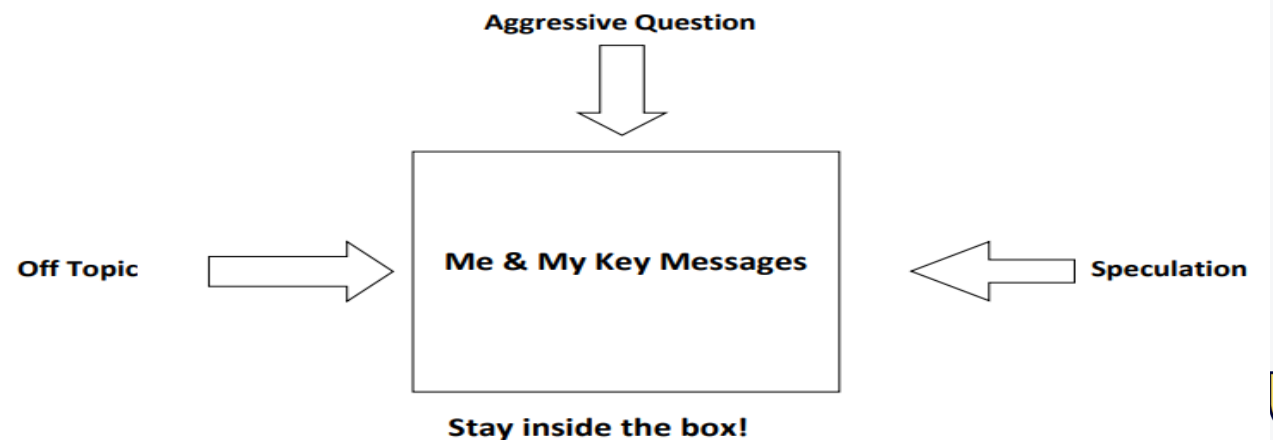 Aggressive Question
Off Topic
Me & My Key Messages
Speculation
Stay inside the box!